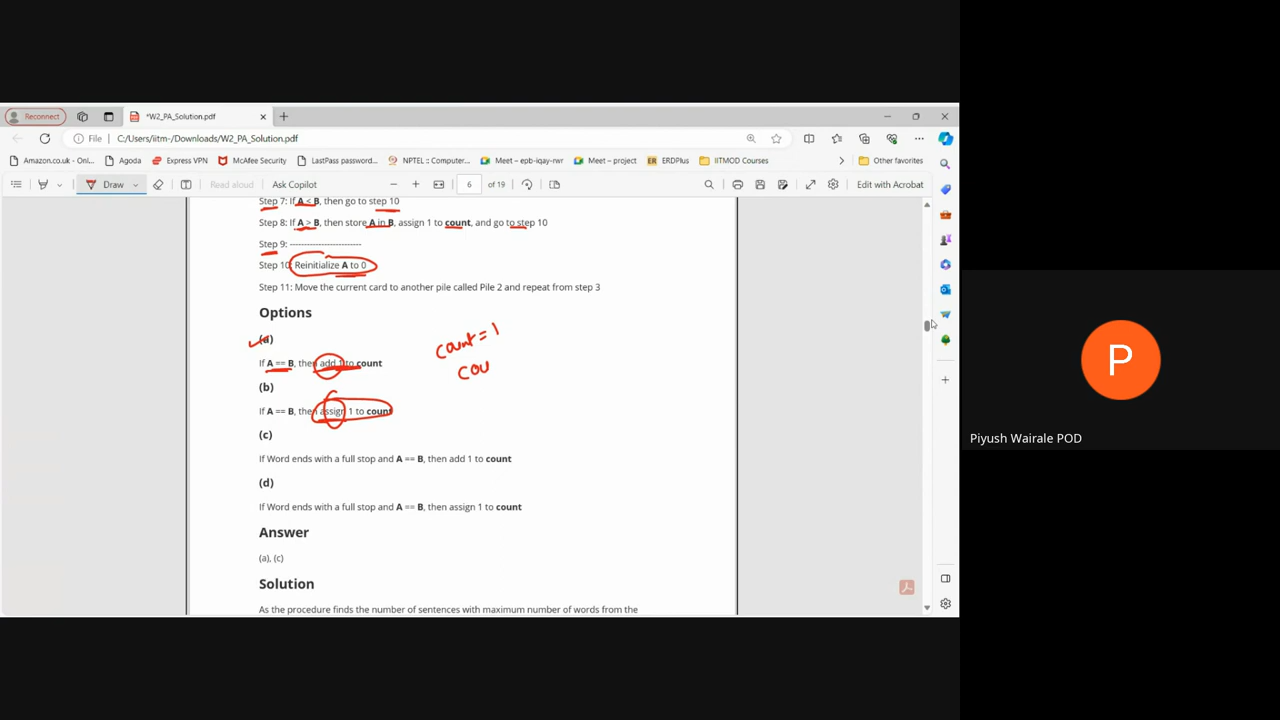 Reconnect
*W2_PA_Solution.pdf
File
C:/Users/iitm-/Downloads/W2_PA_Solution.pdf
Amazon.co.uk - Onl...
Agoda
Express VPN
McAfee Security
LastPass password...
NPTEL :: Computer...
Meet – epb-iqay-rwr
Meet – project
ER ERDPlus
IITMOD Courses
Other favorites
Draw
Read aloud
Ask Copilot
6 of 19
Edit with Acrobat
Step 7: If A < B, then go to step 10
Step 8: If A > B, then store A in B, assign 1 to count, and go to step 10
Step 9: -------------------------
Step 10: Reinitialize A to 0
Step 11: Move the current card to another pile called Pile 2 and repeat from step 3
Options
(a)
If A == B, then add 1 to count
count = 1
cou
(b)
If A == B, then assign 1 to count
(c)
If Word ends with a full stop and A == B, then add 1 to count
(d)
If Word ends with a full stop and A == B, then assign 1 to count
Answer
(a), (c)
Solution
As the procedure finds the number of sentences with maximum number of words from the
P
Piyush Wairale POD